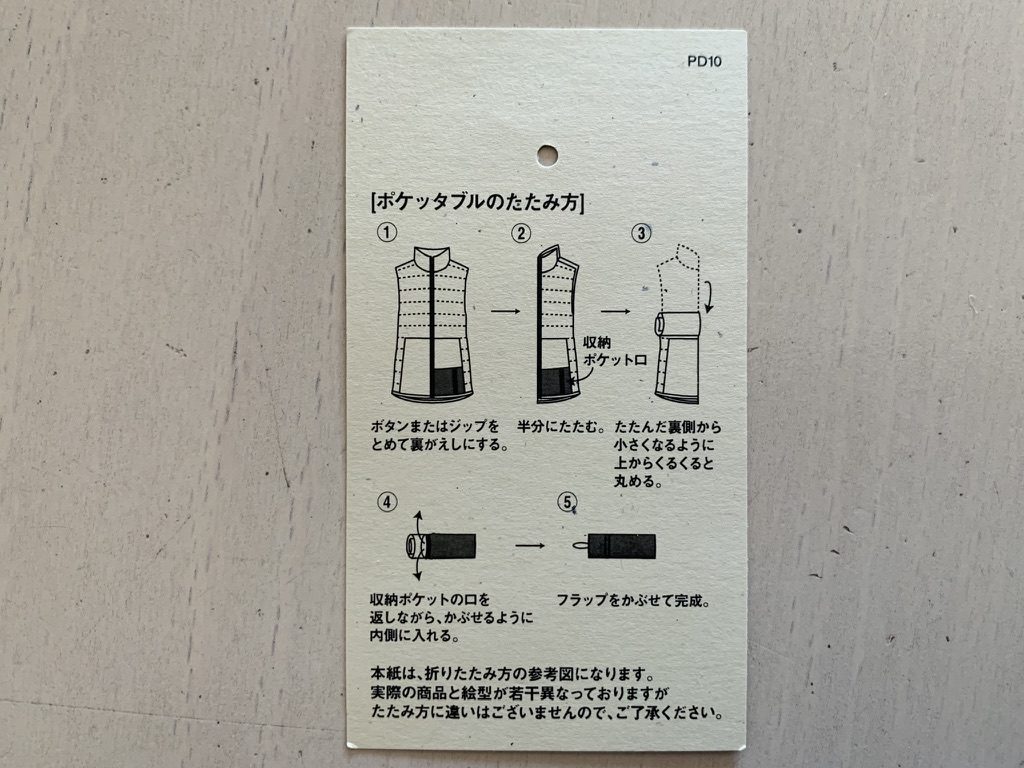 PD10
[ポケッタブルのたたみ方]
①
②
③
収納
ポケット口
ボタンまたはジップを
とめて裏がえしにする。
半分にたたむ。
たたんだ裏側から
小さくなるように
上からくるくると
丸める。
④
⑤
収納ポケットの口を
返しながら、かぶせるように
内側に入れる。
フラップをかぶせて完成。
本紙は、折りたたみ方の参考図になります。
実際の商品と絵型が若干異なっておりますが
たたみ方に違いはございませんので、ご了承ください。